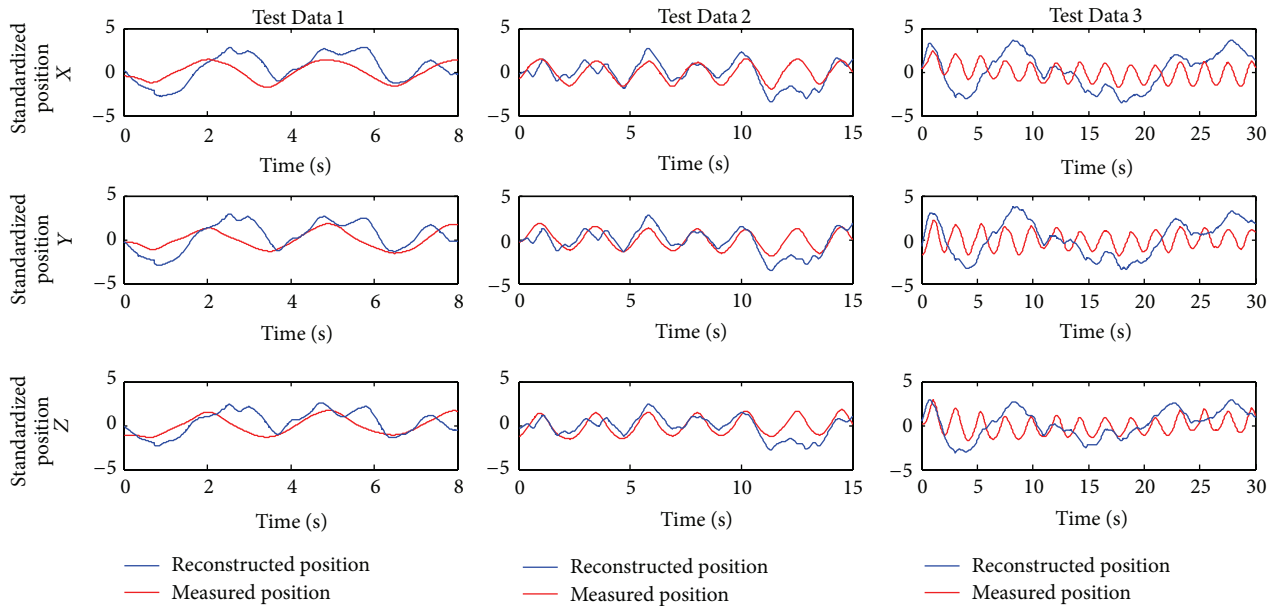 Test Data 1
Test Data 2
Test Data 3
Standardized
position
X
5
0
−5
0 2 4 6 8
Time (s)
5
0
−5
0 5 10 15
Time (s)
5
0
−5
0 5 10 15 20 25 30
Time (s)
Standardized
position
Y
5
0
−5
0 2 4 6 8
Time (s)
5
0
−5
0 5 10 15
Time (s)
5
0
−5
0 5 10 15 20 25 30
Time (s)
Standardized
position
Z
5
0
−5
0 2 4 6 8
Time (s)
5
0
−5
0 5 10 15
Time (s)
5
0
−5
0 5 10 15 20 25 30
Time (s)
Reconstructed position
Measured position
Reconstructed position
Measured position
Reconstructed position
Measured position